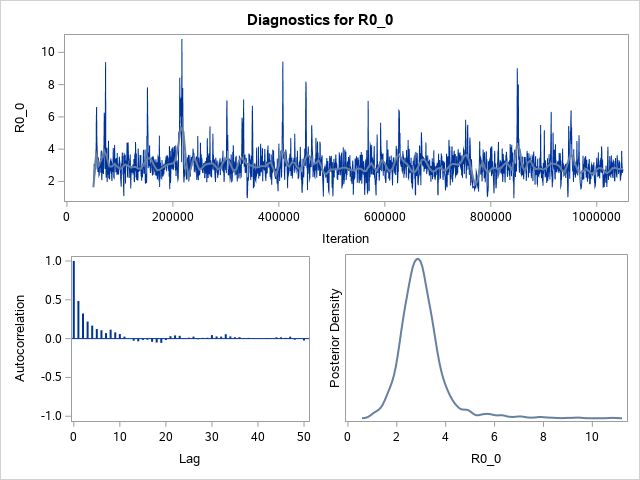 Diagnostics for R0_0
R0_0
10
8
6
4
2
0 200000 400000 600000 800000 1000000
Iteration
Autocorrelation
1.0
0.5
0.0
-0.5
-1.0
0 10 20 30 40 50
Lag
Posterior Density
0 2 4 6 8 10
R0_0